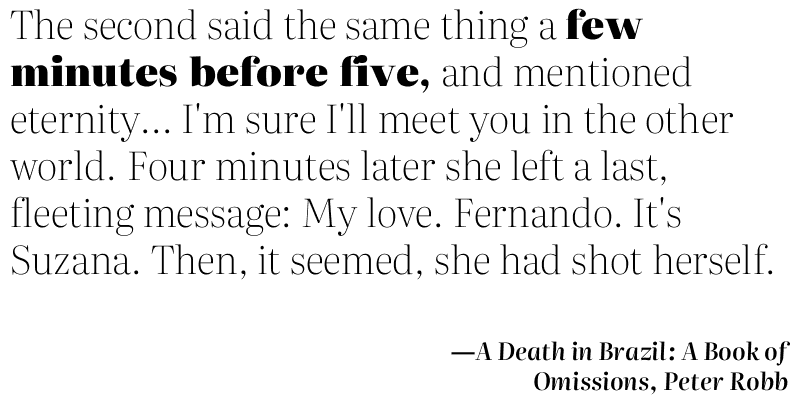 The second said the same thing a few
minutes before five, and mentioned
eternity... I'm sure I'll meet you in the other
world. Four minutes later she left a last,
fleeting message: My love. Fernando. It's
Suzana. Then, it seemed, she had shot herself.
—A Death in Brazil: A Book of
Omissions, Peter Robb